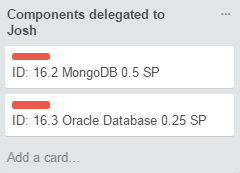 Components delegated to
Josh
ID: 16.2 MongoDB 0.5 SP
ID: 16.3 Oracle Database 0.25 SP
Add a card...